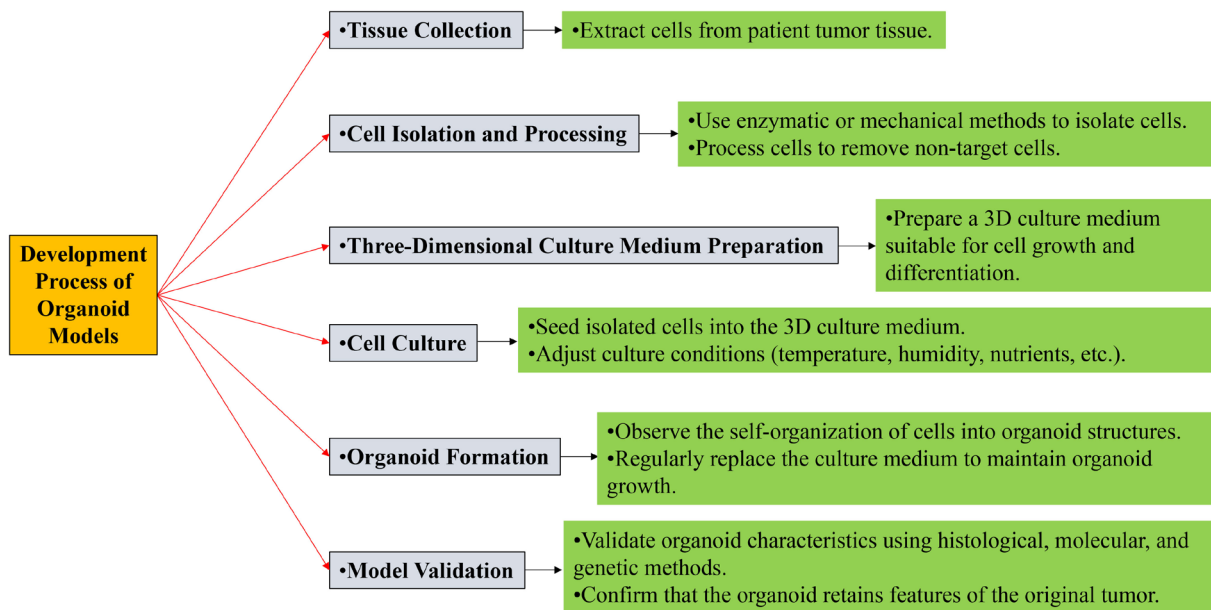 Development
Process of
Organoid
Models
•Tissue Collection
•Extract cells from patient tumor tissue.
•Cell Isolation and Processing
•Use enzymatic or mechanical methods to isolate cells.
•Process cells to remove non-target cells.
•Three-Dimensional Culture Medium Preparation
•Prepare a 3D culture medium
suitable for cell growth and
differentiation.
•Cell Culture
•Seed isolated cells into the 3D culture medium.
•Adjust culture conditions (temperature, humidity, nutrients, etc.).
•Organoid Formation
•Observe the self-organization of cells into organoid structures.
•Regularly replace the culture medium to maintain organoid
growth.
•Model Validation
•Validate organoid characteristics using histological, molecular, and
genetic methods.
•Confirm that the organoid retains features of the original tumor.